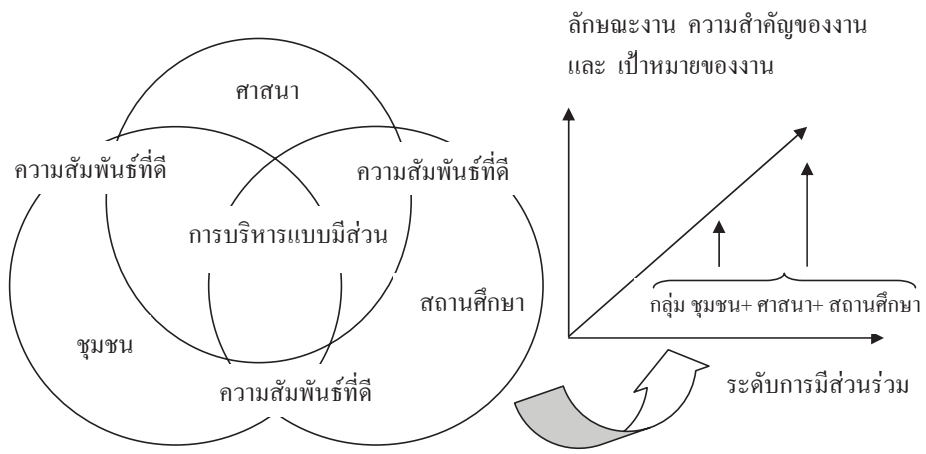 ลักษณะงาน ความสำคัญของงาน
และ เป้าหมายของงาน
ศาสนา
ความสัมพันธ์ที่ดี
ความสัมพันธ์ที่ดี
การบริหารแบบมีส่วน
สถานศึกษา
กลุ่ม ชุมชน+ ศาสนา+ สถานศึกษา
ชุมชน
ความสัมพันธ์ที่ดี
ระดับการมีส่วนร่วม